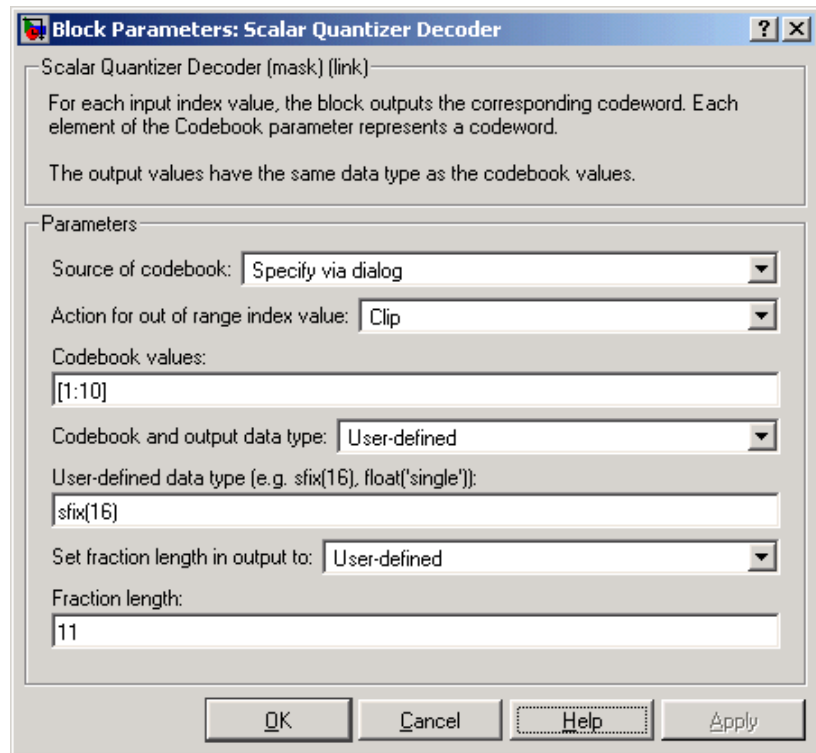 Block Parameters: Scalar Quantizer Decoder
Scalar Quantizer Decoder (mask) (link)
For each input index value, the block outputs the corresponding codeword. Each
element of the Codebook parameter represents a codeword.
The output values have the same data type as the codebook values.
Parameters
Source of codebook: Specify via dialog
Action for out of range index value: Clip
Codebook values:
[1:10]
Codebook and output data type: User-defined
User-defined data type (e.g. sfix(16), float('single')):
sfix(16)
Set fraction length in output to: User-defined
Fraction length:
11
OK Cancel Help Apply